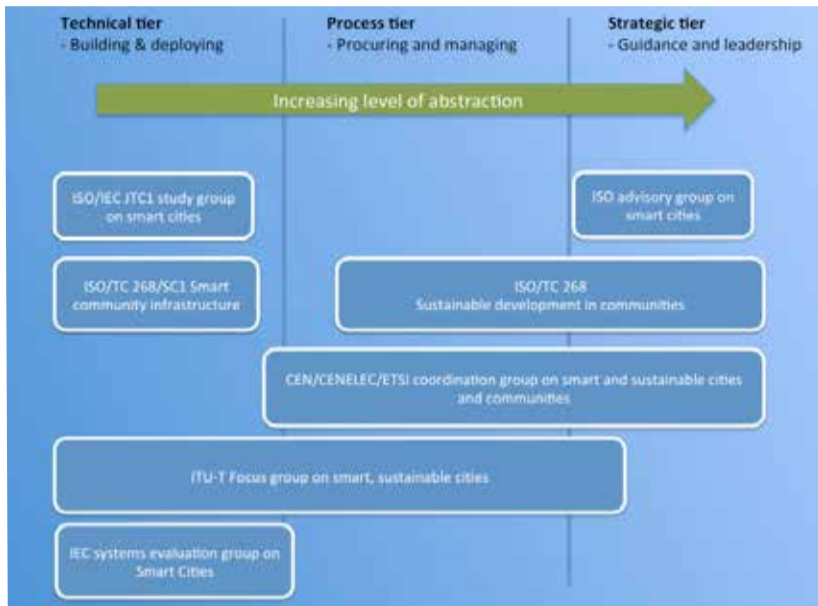 Technical tier
- Building & deploying
Process tier
- Procuring and managing
Strategic tier
- Guidance and leadership
Increasing level of abstraction
ISO/IEC JTC1 study group
on smart cities
ISO advisory group on
smart cities
ISO/TC 268/SC1 Smart
community infrastructure
ISO/TC 268
Sustainable development in communities
CEN/CENELEC/ETSI coordination group on smart and sustainable cities
and communities
ITU-T Focus group on smart, sustainable cities
IEC systems evaluation group on
Smart Cities